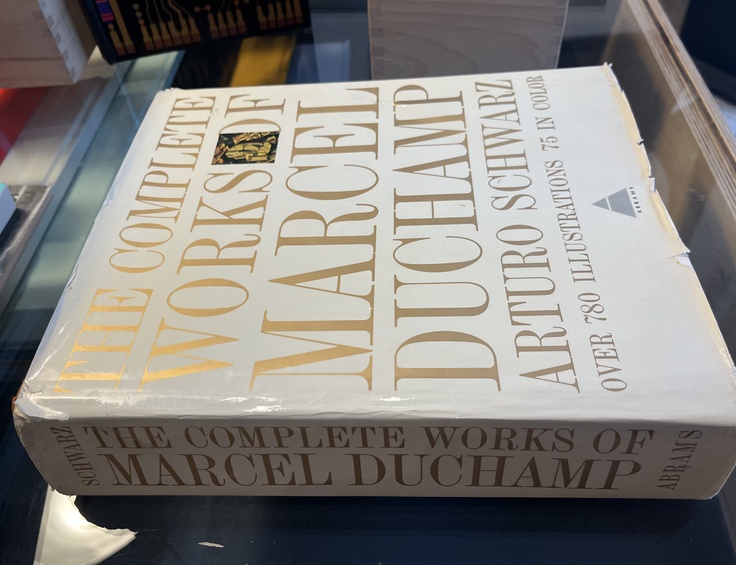 THE COMPLETE
WORKS OF
MARCEL
DUCHAMP
ARTURO SCHWARZ
OVER 780 ILLUSTRATIONS 75 IN COLOR
ABRAMS
SCHWARZ
THE COMPLETE WORKS OF
MARCEL DUCHAMP
ABRAMS